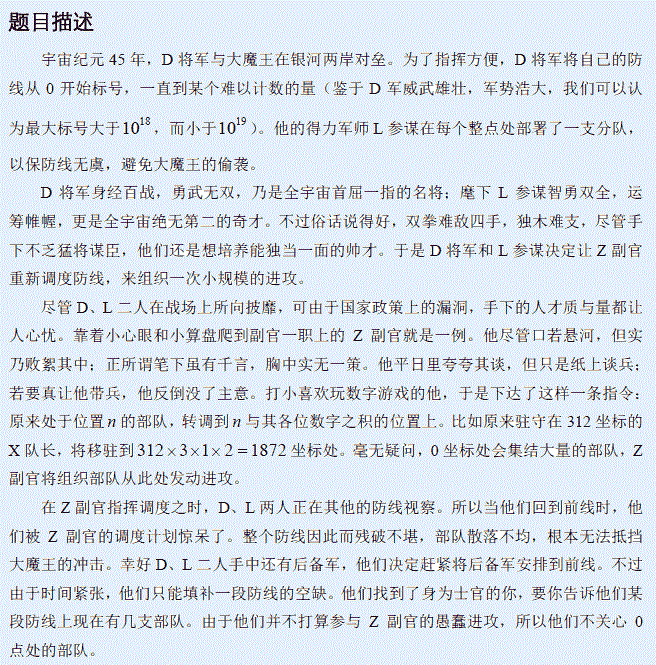 题目描述
宇宙纪元 45 年，D 将军与大魔王在银河两岸对垒。为了指挥方便，D 将军将自己的防
线从 0 开始标号，一直到某个难以计数的量（鉴于 D 军威武雄壮，军势浩大，我们可以认
为最大标号大于10^18，而小于10^19）。他的得力军师 L 参谋在每个整点处部署了一支分队，
以保防线无虞，避免大魔王的偷袭。
D 将军身经百战，勇武无双，乃是全宇宙首屈一指的名将；麾下 L 参谋智勇双全，运
筹帷幄，更是全宇宙绝无第二的奇才。不过俗话说得好，双拳难敌四手，独木难支，尽管手
下不乏猛将谋臣，他们还是想培养能独当一面的帅才。于是 D 将军和 L 参谋决定让 Z 副官
重新调度防线，来组织一次小规模的进攻。
尽管 D、L 二人在战场上所向披靡，可由于国家政策上的漏洞，手下的人才质与量都让
人心忧。靠着小心眼和小算盘爬到副官一职上的 Z 副官就是一例。他尽管口若悬河，但实
乃败絮其中；正所谓笔下虽有千言，胸中实无一策。他平日里夸夸其谈，但只是纸上谈兵；
若要真让他带兵，他反倒没了主意。打小喜欢玩数字游戏的他，于是下达了这样一条指令：
原来处于位置 n 的部队，转调到 n 与其各位数字之积的位置上。比如原来驻守在 312 坐标的
X 队长，将移驻到312×3×1×2=1872坐标处。毫无疑问，0 坐标处会集结大量的部队，Z
副官将组织部队从此处发动进攻。
在 Z 副官指挥调度之时，D、L 两人正在其他的防线视察。所以当他们回到前线时，他
们被 Z 副官的调度计划惊呆了。整个防线因此而残破不堪，部队散落不均，根本无法抵挡
大魔王的冲击。幸好 D、L 二人手中还有后备军，他们决定赶紧将后备军安排到前线。不过
由于时间紧张，他们只能填补一段防线的空缺。他们找到了身为士官的你，要你告诉他们某
段防线上现在有几支部队。由于他们并不打算参与 Z 副官的愚蠢进攻，所以他们不关心 0
点处的部队。